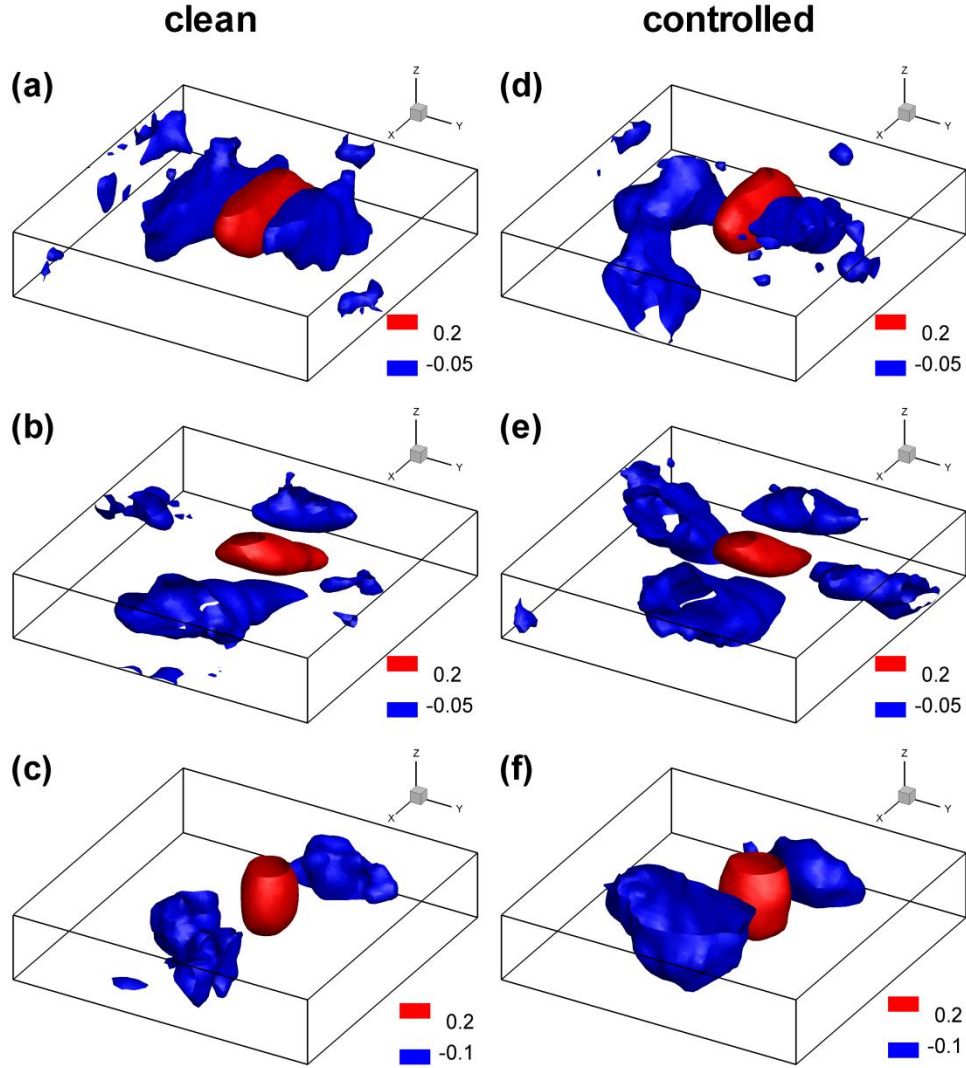 clean controlled
(a) Z X Y
0.2
-0.05
(d) Z X Y
0.2
-0.05
(b) Z X Y
0.2
-0.05
(e) Z X Y
0.2
-0.05
(c) Z X Y
0.2
-0.1
(f) Z X Y
0.2
-0.1